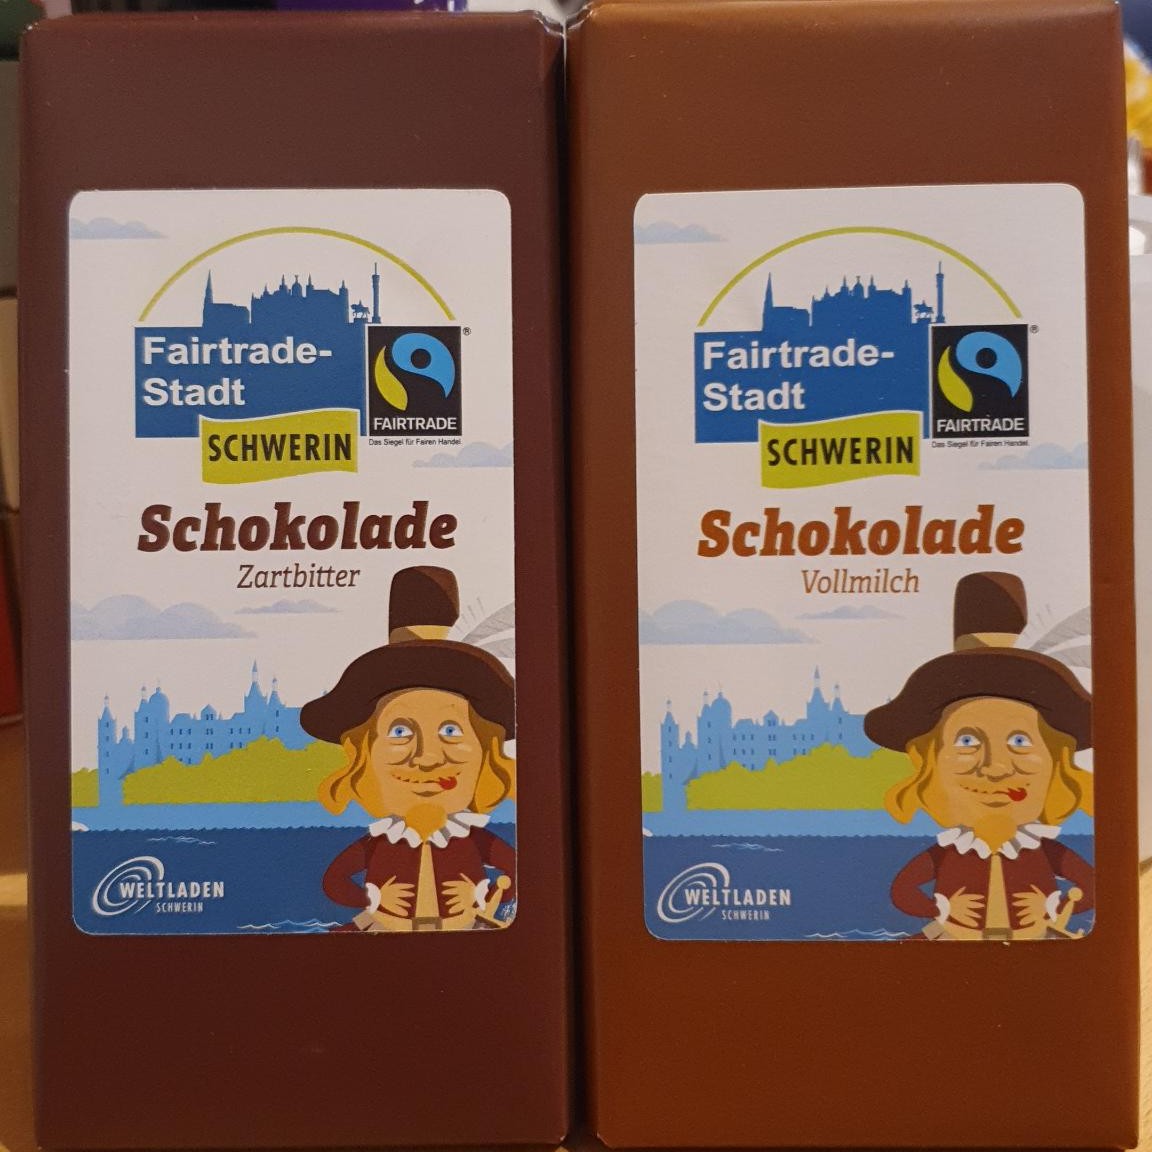 Fairtrade-
Stadt
SCHWERIN
®
FAIRTRADE
Das Siegel für Fairen Handel.
Schokolade
Zartbitter
WELTLADEN
SCHWERIN
Fairtrade-
Stadt
SCHWERIN
®
FAIRTRADE
Das Siegel für Fairen Handel.
Schokolade
Vollmilch
WELTLADEN
SCHWERIN